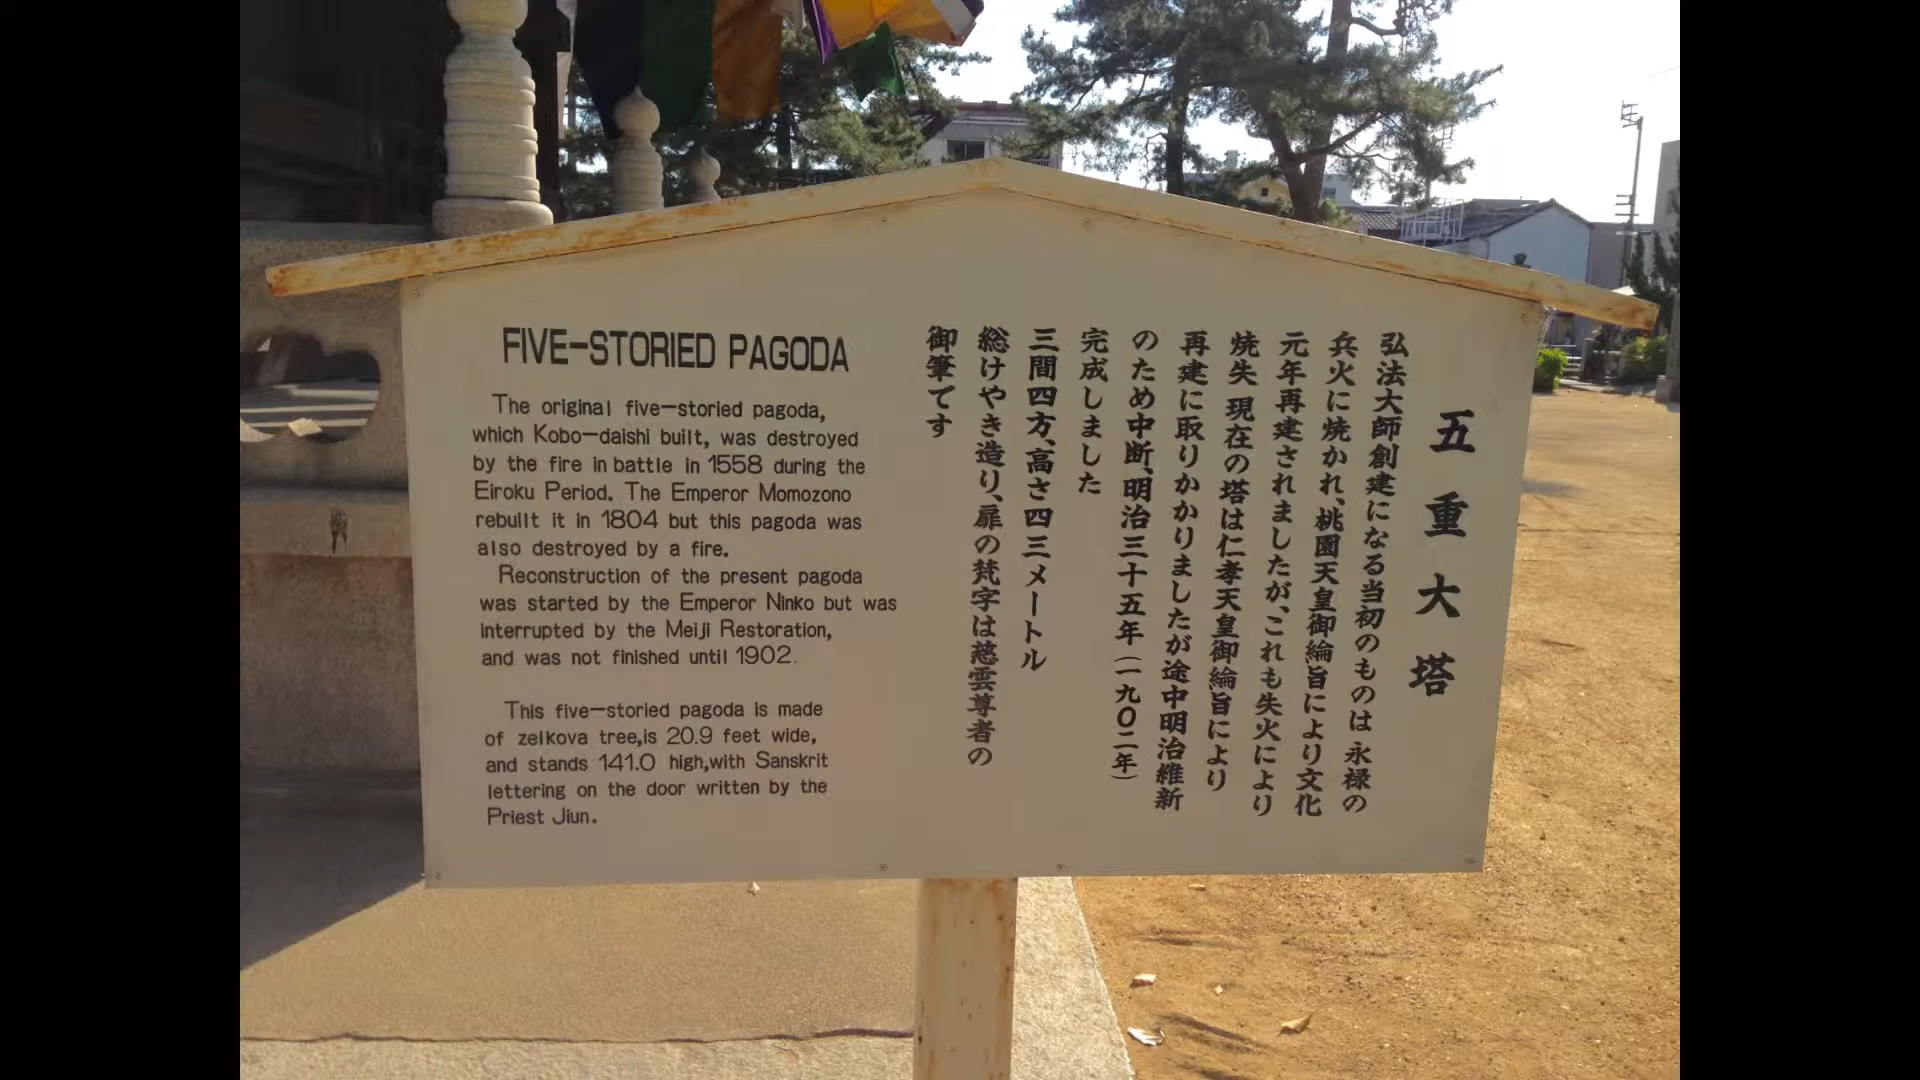 FIVE-STORIED PAGODA
The original five-storied pagoda,
which Kobo-daishi built, was destroyed
by the fire in battle in 1558 during the
Eiroku Period. The Emperor Momozono
rebuilt it in 1804 but this pagoda was
also destroyed by a fire.
Reconstruction of the present pagoda
was started by the Emperor Ninko but was
interrupted by the Meiji Restoration,
and was not finished until 1902.
This five-storied pagoda is made
of zelkova tree,is 20.9 feet wide,
and stands 141.0 high,with Sanskrit
lettering on the door written by the
Priest Jiun.
五重大塔
弘法大師創建になる当初のものは永禄の
兵火に焼かれ、桃園天皇御綸旨により文化
元年再建されましたが、これも失火により
焼失 現在の塔は仁孝天皇御綸旨により
再建に取りかかりましたが途中明治維新
のため中断、明治三十五年(一九〇二年)
完成しました
三間四方、高さ四三メートル
総けやき造り、扉の梵字は慈雲尊者の
御筆です